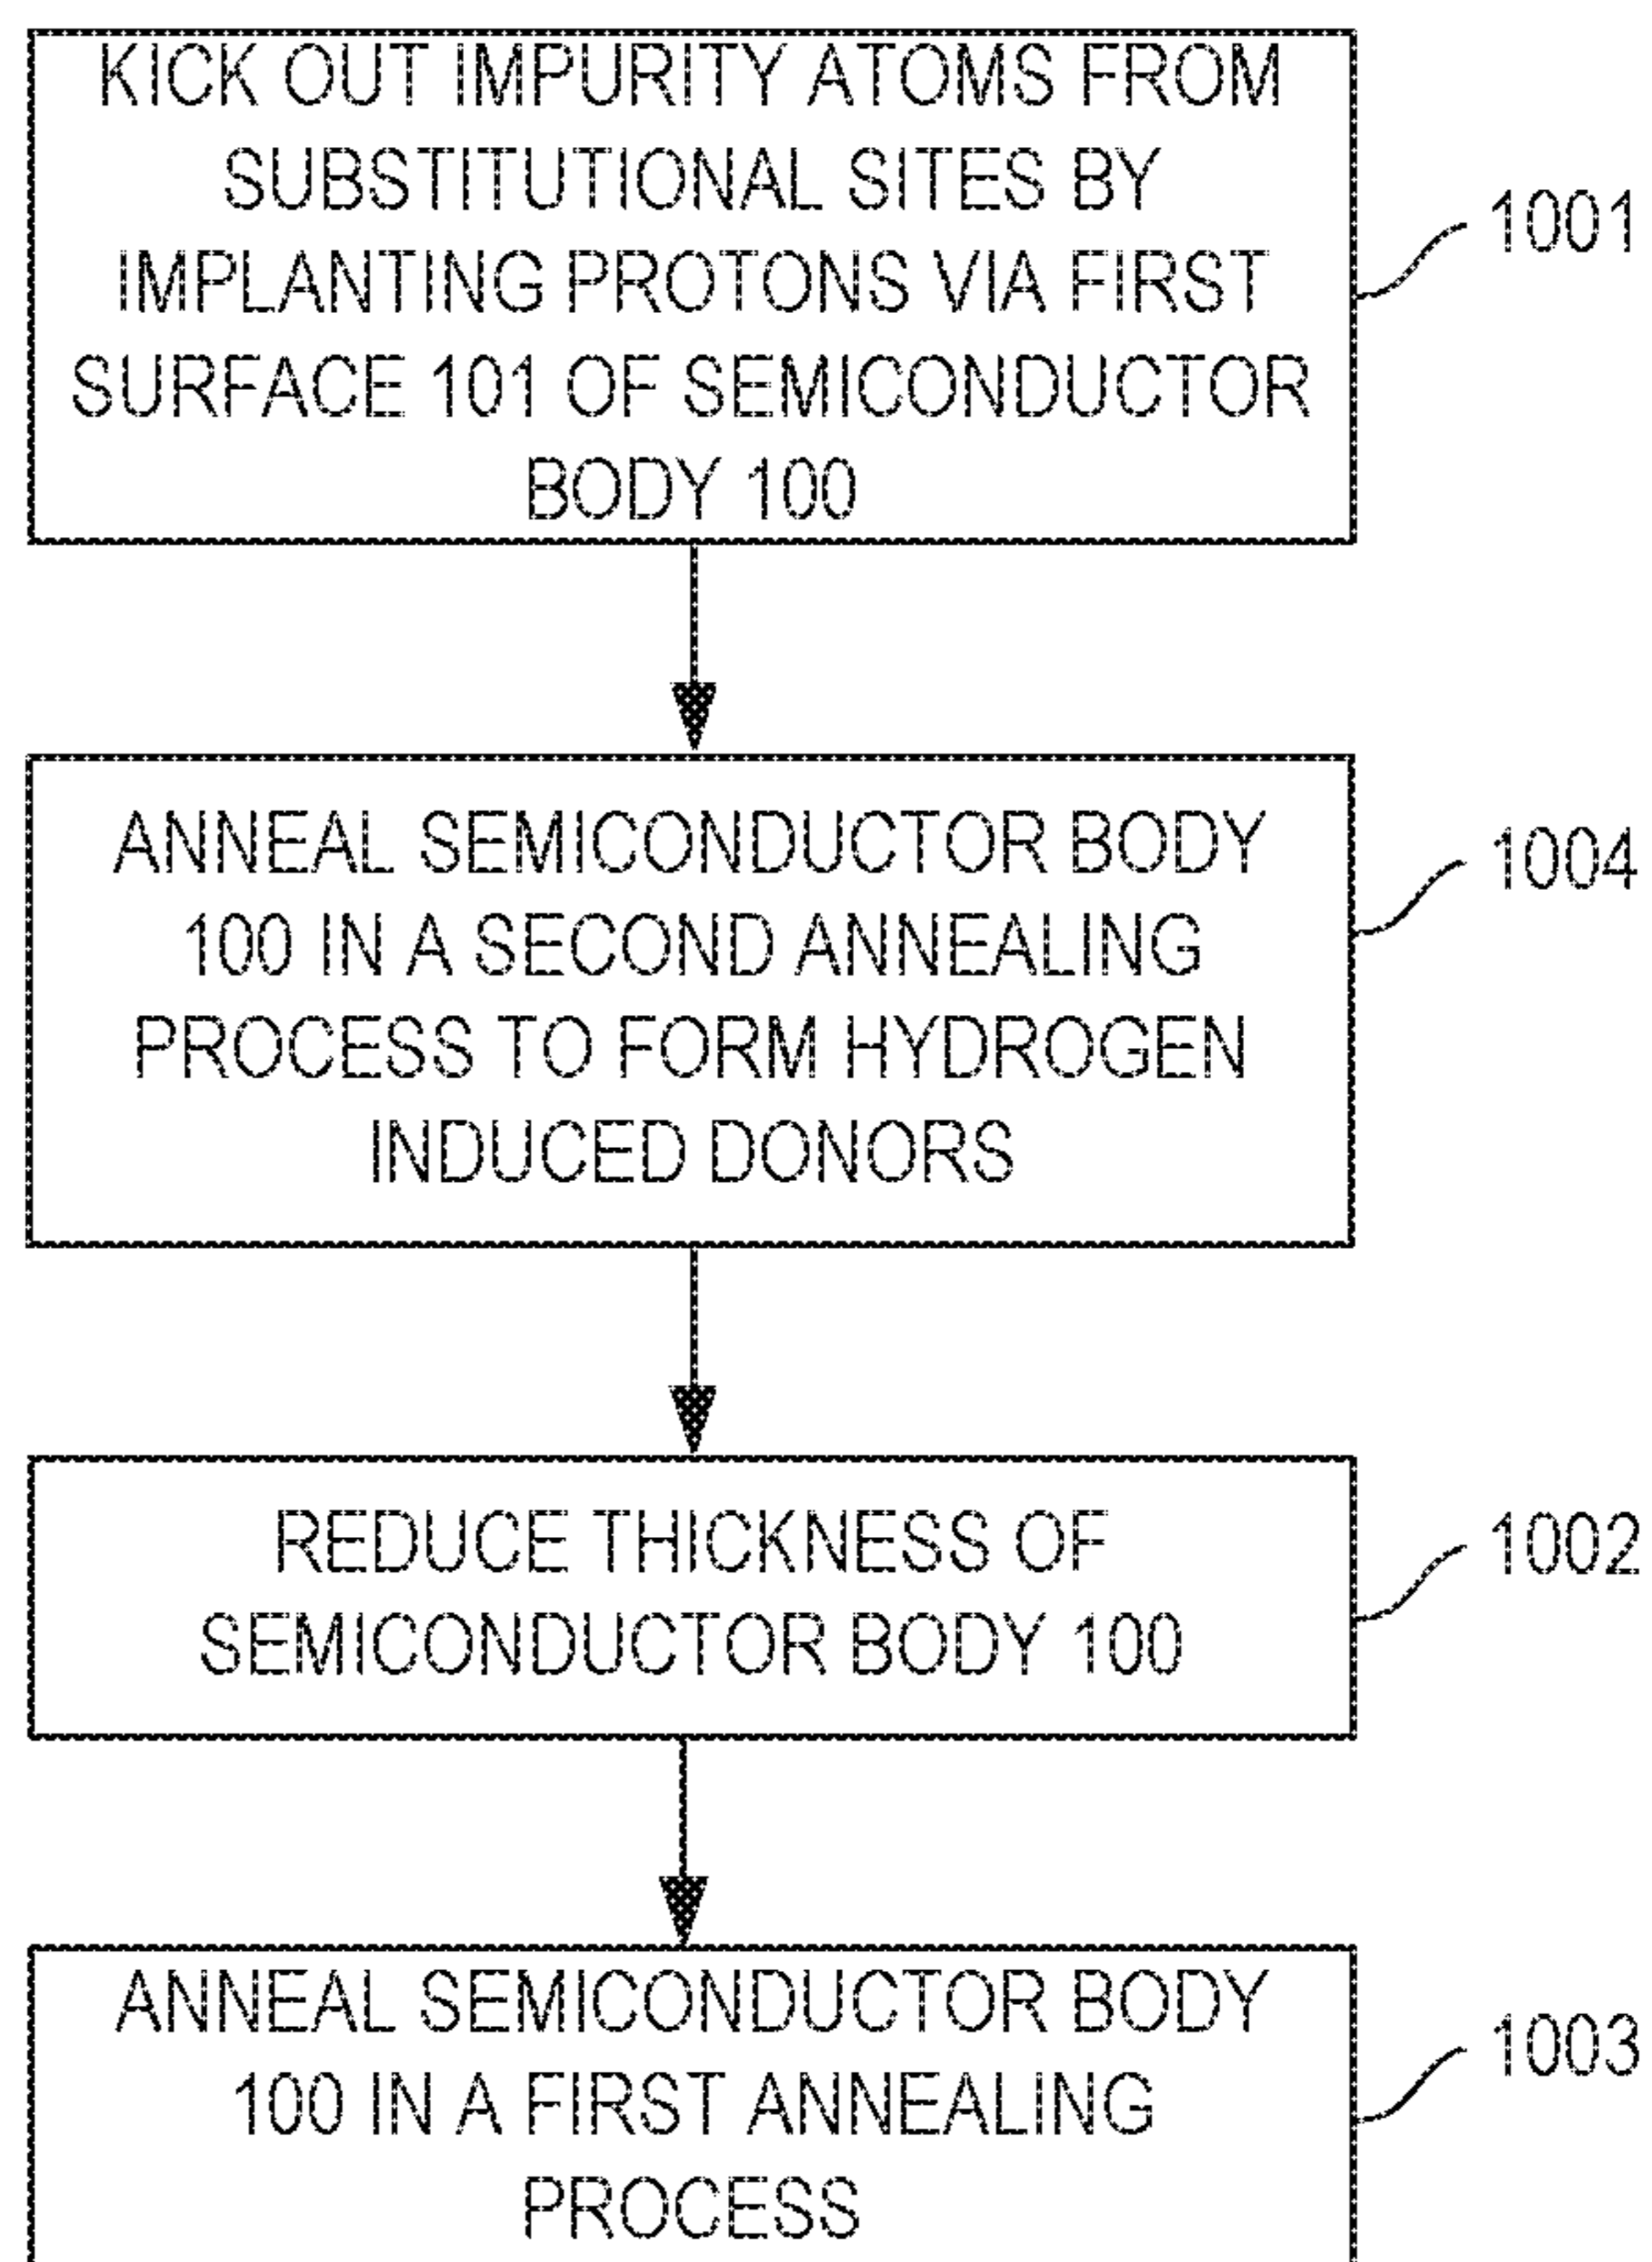 KICK OUT IMPURITY ATOMS FROM
SUBSTITUTIONAL SITES BY
IMPLANTING PROTONS VIA FIRST
SURFACE 101 OF SEMICONDUCTOR
BODY 100
1001
ANNEAL SEMICONDUCTOR BODY
100 IN A SECOND ANNEALING
PROCESS TO FORM HYDROGEN
INDUCED DONORS
1004
REDUCE THICKNESS OF
SEMICONDUCTOR BODY 100
1002
ANNEAL SEMICONDUCTOR BODY
100 IN A FIRST ANNEALING
PROCESS
1003